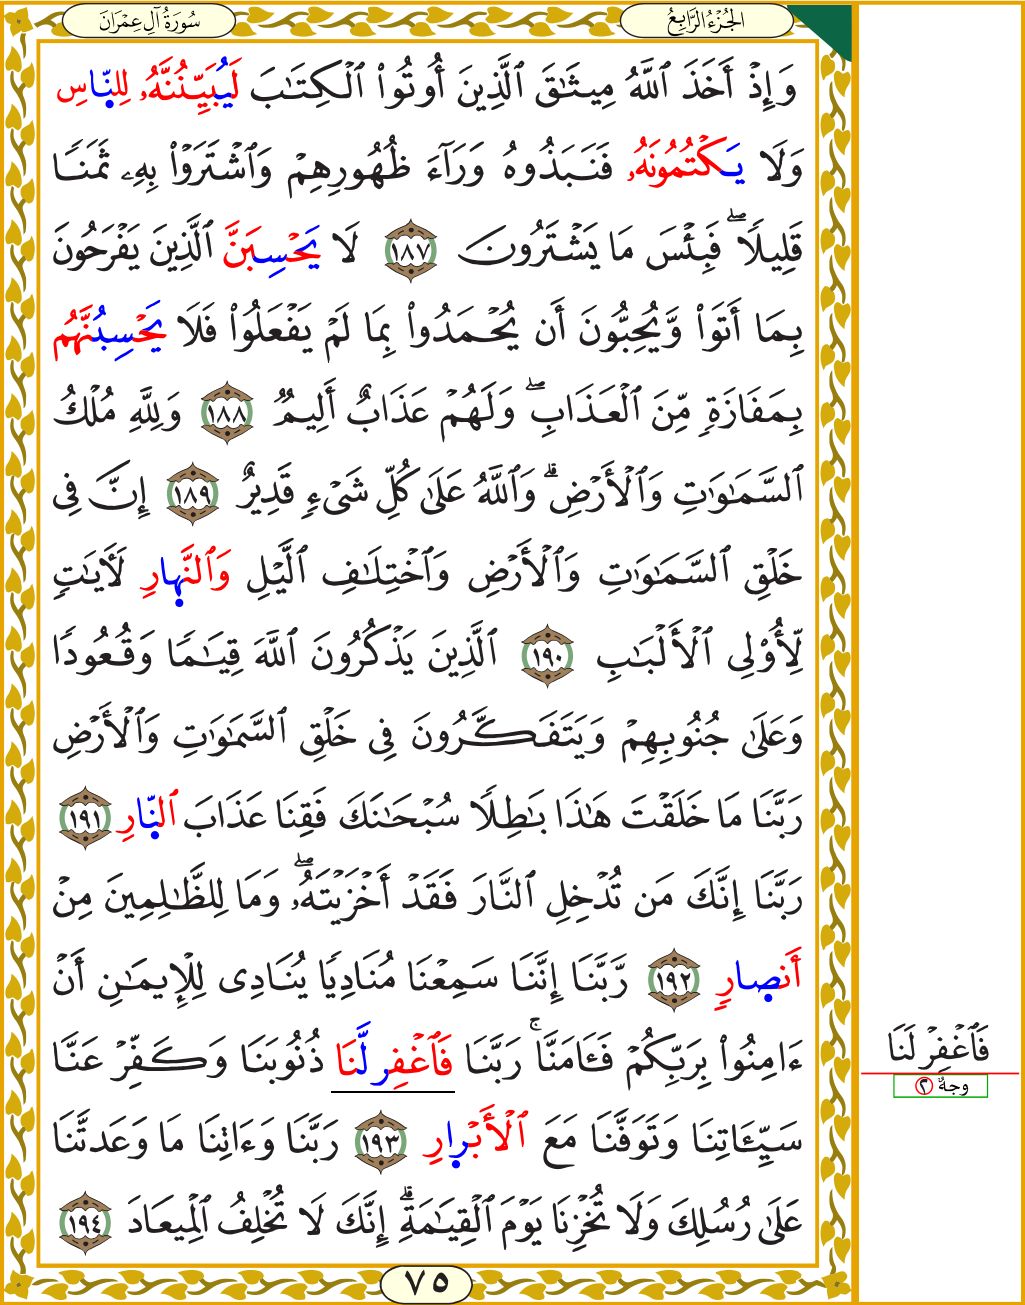 سُورَةُ آلِ عِمْرَانَ
الجُزْءُ الرَّابِعُ
وَإِذْ أَخَذَ ٱللَّهُ مِيثَٰقَ ٱلَّذِينَ أُوتُوا۟ ٱلْكِتَٰبَ لَيُبَيِّنُنَّهُۥ لِلنَّاسِ
وَلَا يَكْتُمُونَهُۥ فَنَبَذُوهُ وَرَآءَ ظُهُورِهِمْ وَٱشْتَرَوْا۟ بِهِۦ ثَمَنًا
قَلِيلًاۖ فَبِئْسَ مَا يَشْتَرُونَ ١٨٧ لَا يَحْسِبَنَّ ٱلَّذِينَ يَفْرَحُونَ
بِمَا أَتَوا۟ وَّيُحِبُّونَ أَن يُحْمَدُوا۟ بِمَا لَمْ يَفْعَلُوا۟ فَلَا يَحْسِبُنَّهُم
بِمَفَازَةٍ مِّنَ ٱلْعَذَابِۖ وَلَهُمْ عَذَابٌ أَلِيمٌ ١٨٨ وَلِلَّهِ مُلْكُ
ٱلسَّمَٰوَٰتِ وَٱلْأَرْضِۗ وَٱللَّهُ عَلَىٰ كُلِّ شَىْءٍ قَدِيرٌ ١٨٩ إِنَّ فِى
خَلْقِ ٱلسَّمَٰوَٰتِ وَٱلْأَرْضِ وَٱخْتِلَٰفِ ٱلَّيْلِ وَٱلنَّهارِ لَأٓيَٰتٍ
لِّأُو۟لِى ٱلْأَلْبَٰبِ ١٩٠ ٱلَّذِينَ يَذْكُرُونَ ٱللَّهَ قِيَٰمًا وَقُعُودًا
وَعَلَىٰ جُنُوبِهِمْ وَيَتَفَكَّرُونَ فِى خَلْقِ ٱلسَّمَٰوَٰتِ وَٱلْأَرْضِ
رَبَّنَا مَا خَلَقْتَ هَٰذَا بَٰطِلًا سُبْحَٰنَكَ فَقِنَا عَذَابَ ٱلنَّارِ ١٩١
رَبَّنَا إِنَّكَ مَن تُدْخِلِ ٱلنَّارَ فَقَدْ أَخْزَيْتَهُۥۖ وَمَا لِلظَّٰلِمِينَ مِنْ
أَنصارٍ ١٩٢ رَّبَّنَا إِنَّنَا سَمِعْنَا مُنَادِيًا يُنَادِى لِلْإِيمَٰنِ أَنْ
ءَامِنُوا۟ بِرَبِّكُمْ فَـَٔامَنَّاۚ رَبَّنَا فَٱغْفِر لَّنَا ذُنُوبَنَا وَكَفِّرْ عَنَّا
سَيِّـَٔاتِنَا وَتَوَفَّنَا مَعَ ٱلْأَبْرارِ ١٩٣ رَبَّنَا وَءَاتِنَا مَا وَعَدتَّنَا
عَلَىٰ رُسُلِكَ وَلَا تُخْزِنَا يَوْمَ ٱلْقِيَٰمَةِۗ إِنَّكَ لَا تُخْلِفُ ٱلْمِيعَادَ ١٩٤
٧٥
فَٱغْفِرْ لَنَا
وجهٌ ٢